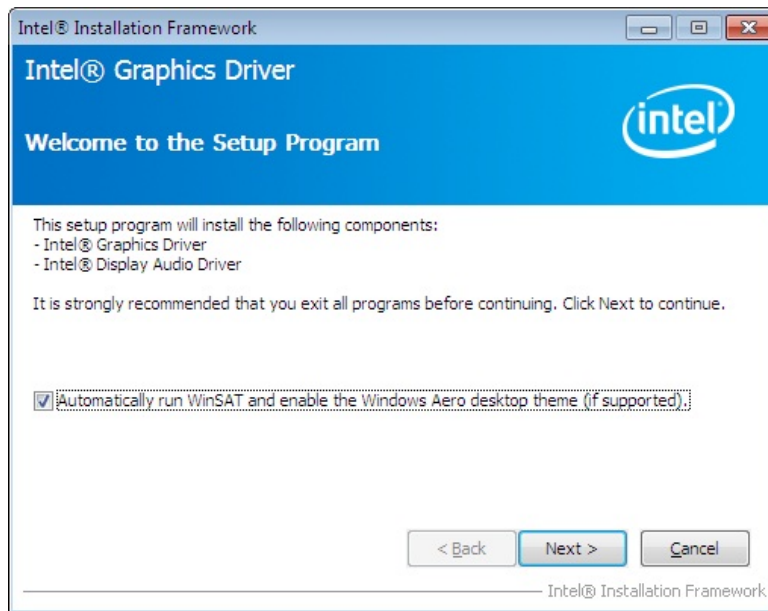 Intel® Installation Framework
Intel® Graphics Driver
intel
Welcome to the Setup Program
This setup program will install the following components:
- Intel® Graphics Driver
- Intel® Display Audio Driver
It is strongly recommended that you exit all programs before continuing. Click Next to continue.
Automatically run WinSAT and enable the Windows Aero desktop theme (if supported).
< Back Next > Cancel
Intel® Installation Framework